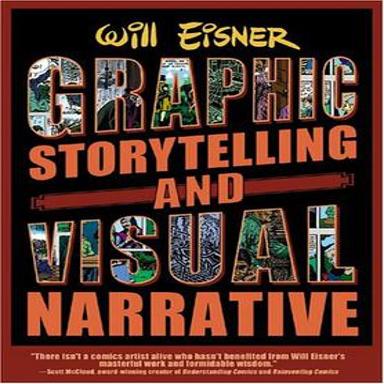 Will Eisner
GRAPHIC
STORYTELLING
AND
VISUAL
NARRATIVE
"There isn't a comics artist alive who hasn't benefited from Will Eisner's
masterful work and formidable wisdom."
—Scott McCloud, award winning creator of Understanding Comics and Reinventing Comics